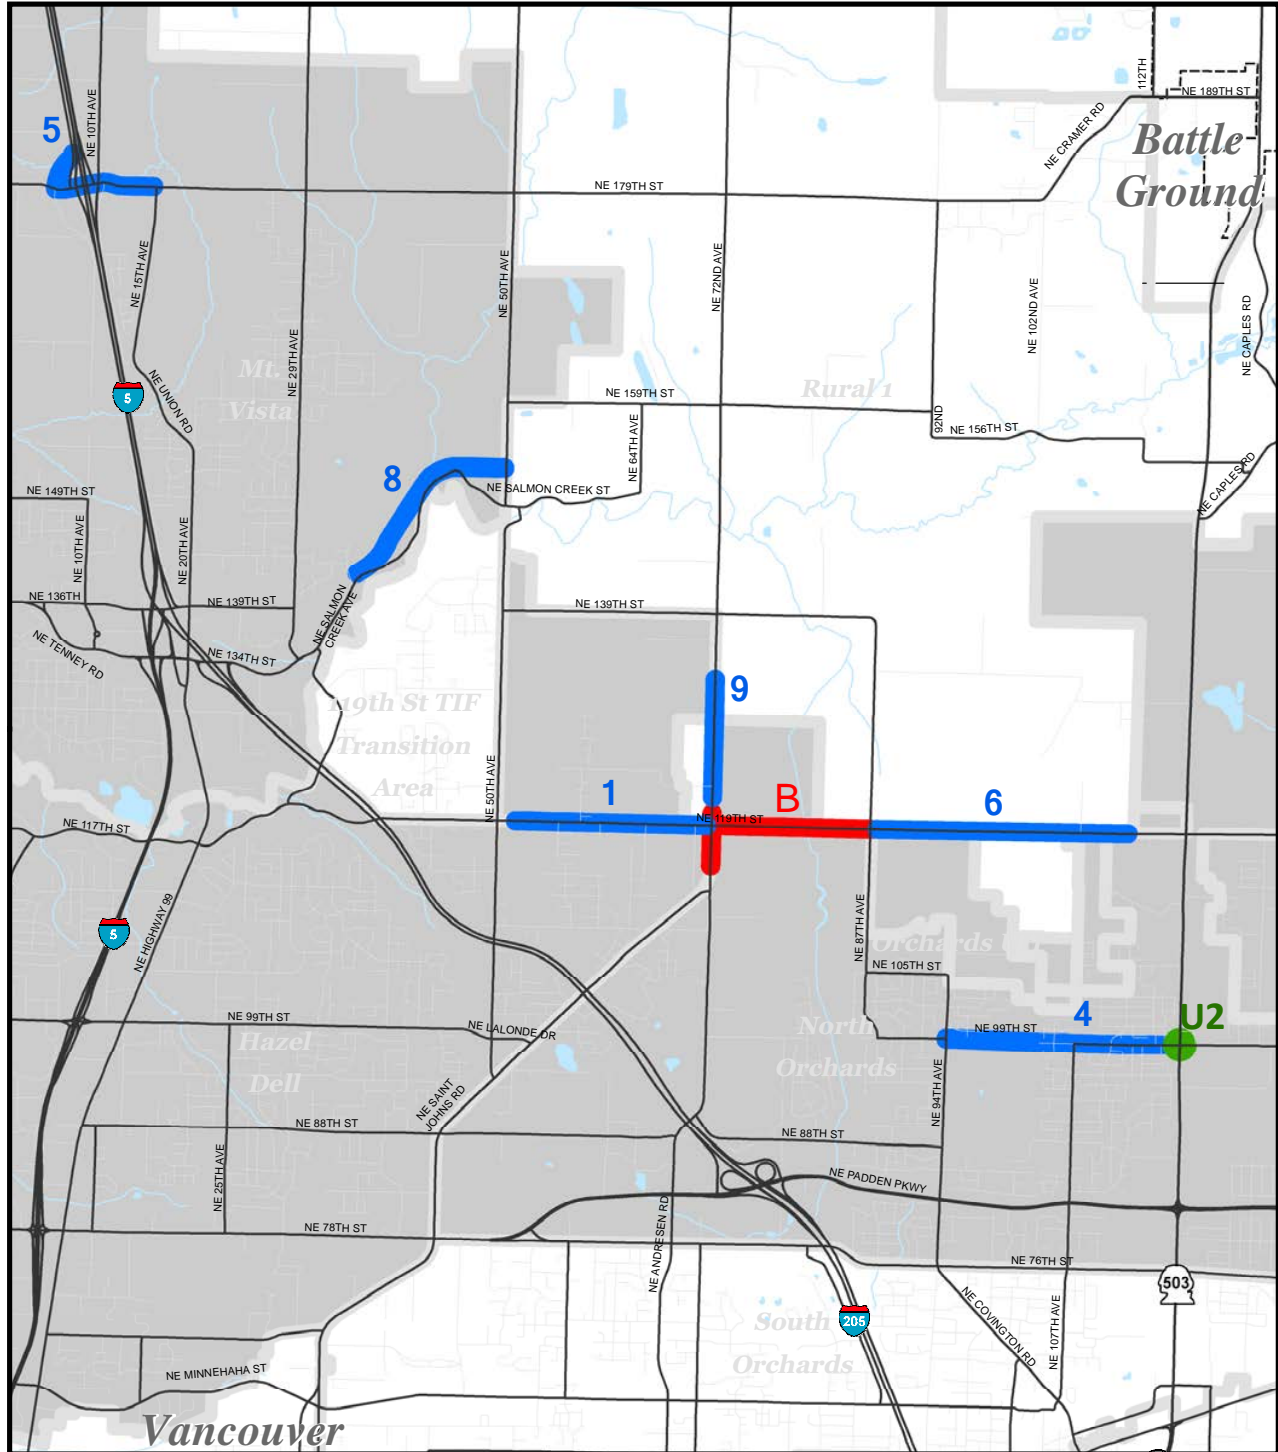 112TH
NE 189TH ST
NE 10TH AVE
5
NE CRAMER RD
Battle
Ground
NE 179TH ST
NE 15TH AVE
NE 50TH AVE
NE 72ND AVE
NE 102ND AVE
NE CAPLES RD
NE 29TH AVE
Mt.
Vista
5
NE UNION RD
NE 159TH ST
Rural 1
92ND
NE 156TH ST
NE 64TH AVE
8
NE SALMON CREEK ST
NE CAPLES RD
NE 149TH ST
NE 10TH AVE
NE 20TH AVE
NE 136TH
NE 139TH ST
NE SALMON
CREEK AVE
NE 139TH ST
NE TENNEY RD
NE 134TH ST
9
119th St TIF
Transition
Area
NE 50TH AVE
1
B
6
NE 119TH ST
NE 117TH ST
NE HIGHWAY 99
5
NE 87TH AVE
Orchards
NE 105TH ST
NE 99TH ST
NE LALONDE DR
Hazel
Dell
North
Orchards
NE 99TH ST
4
U2
NE SAINT
JOHNS RD
NE 94TH AVE
NE 88TH ST
NE 88TH ST
NE 25TH AVE
NE PADDEN PKWY
NE 78TH ST
NE ANDRESEN RD
NE 76TH ST
503
NE COVINGTON RD
NE 107TH AVE
South
Orchards
205
NE MINNEHAHA ST
Vancouver